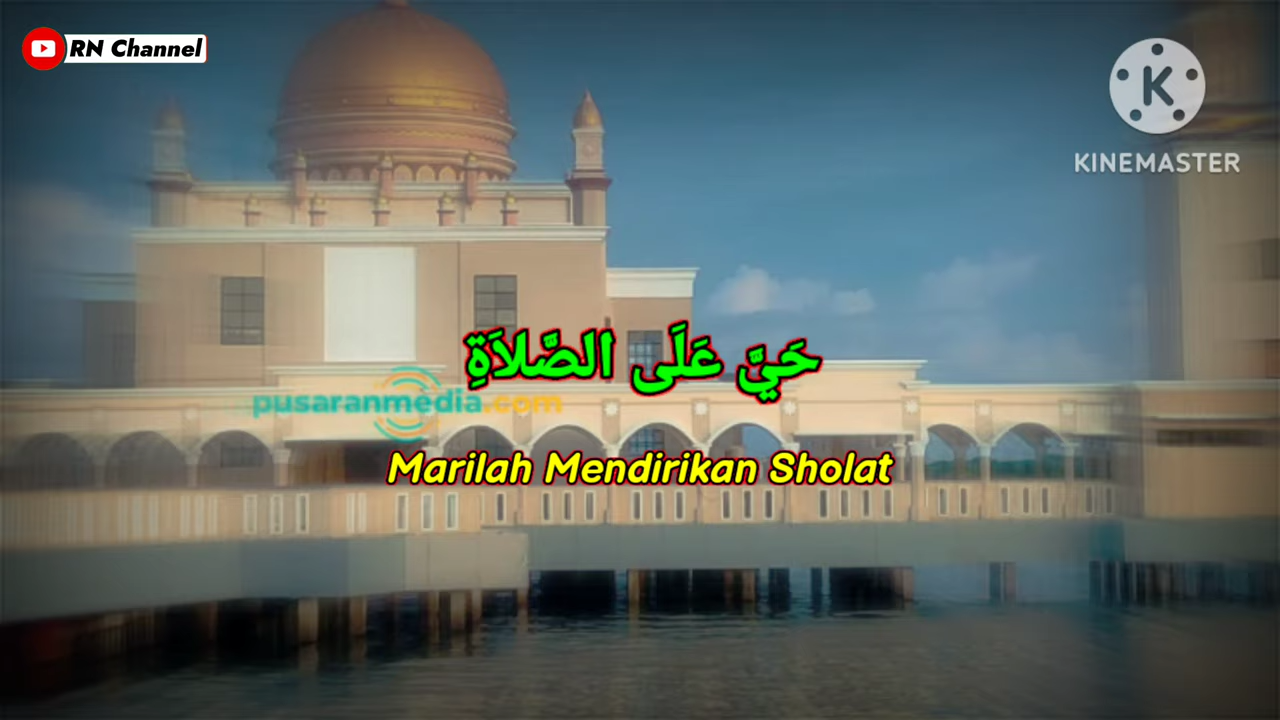 RN Channel
KINEMASTER
حَيَّ عَلَى الصَّلاَةِ
pusaranmedia.com
Marilah Mendirikan Sholat